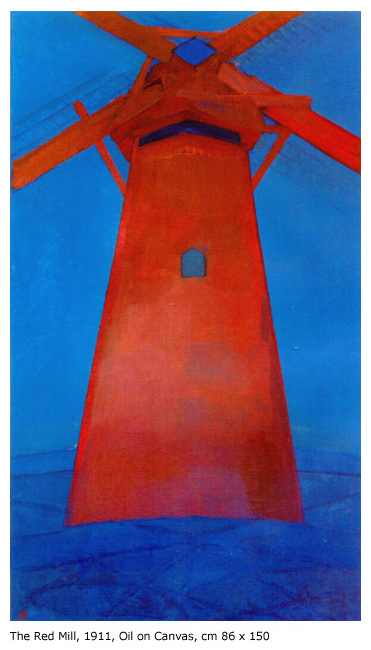 The Red Mill, 1911, Oil on Canvas, cm 86 x 150